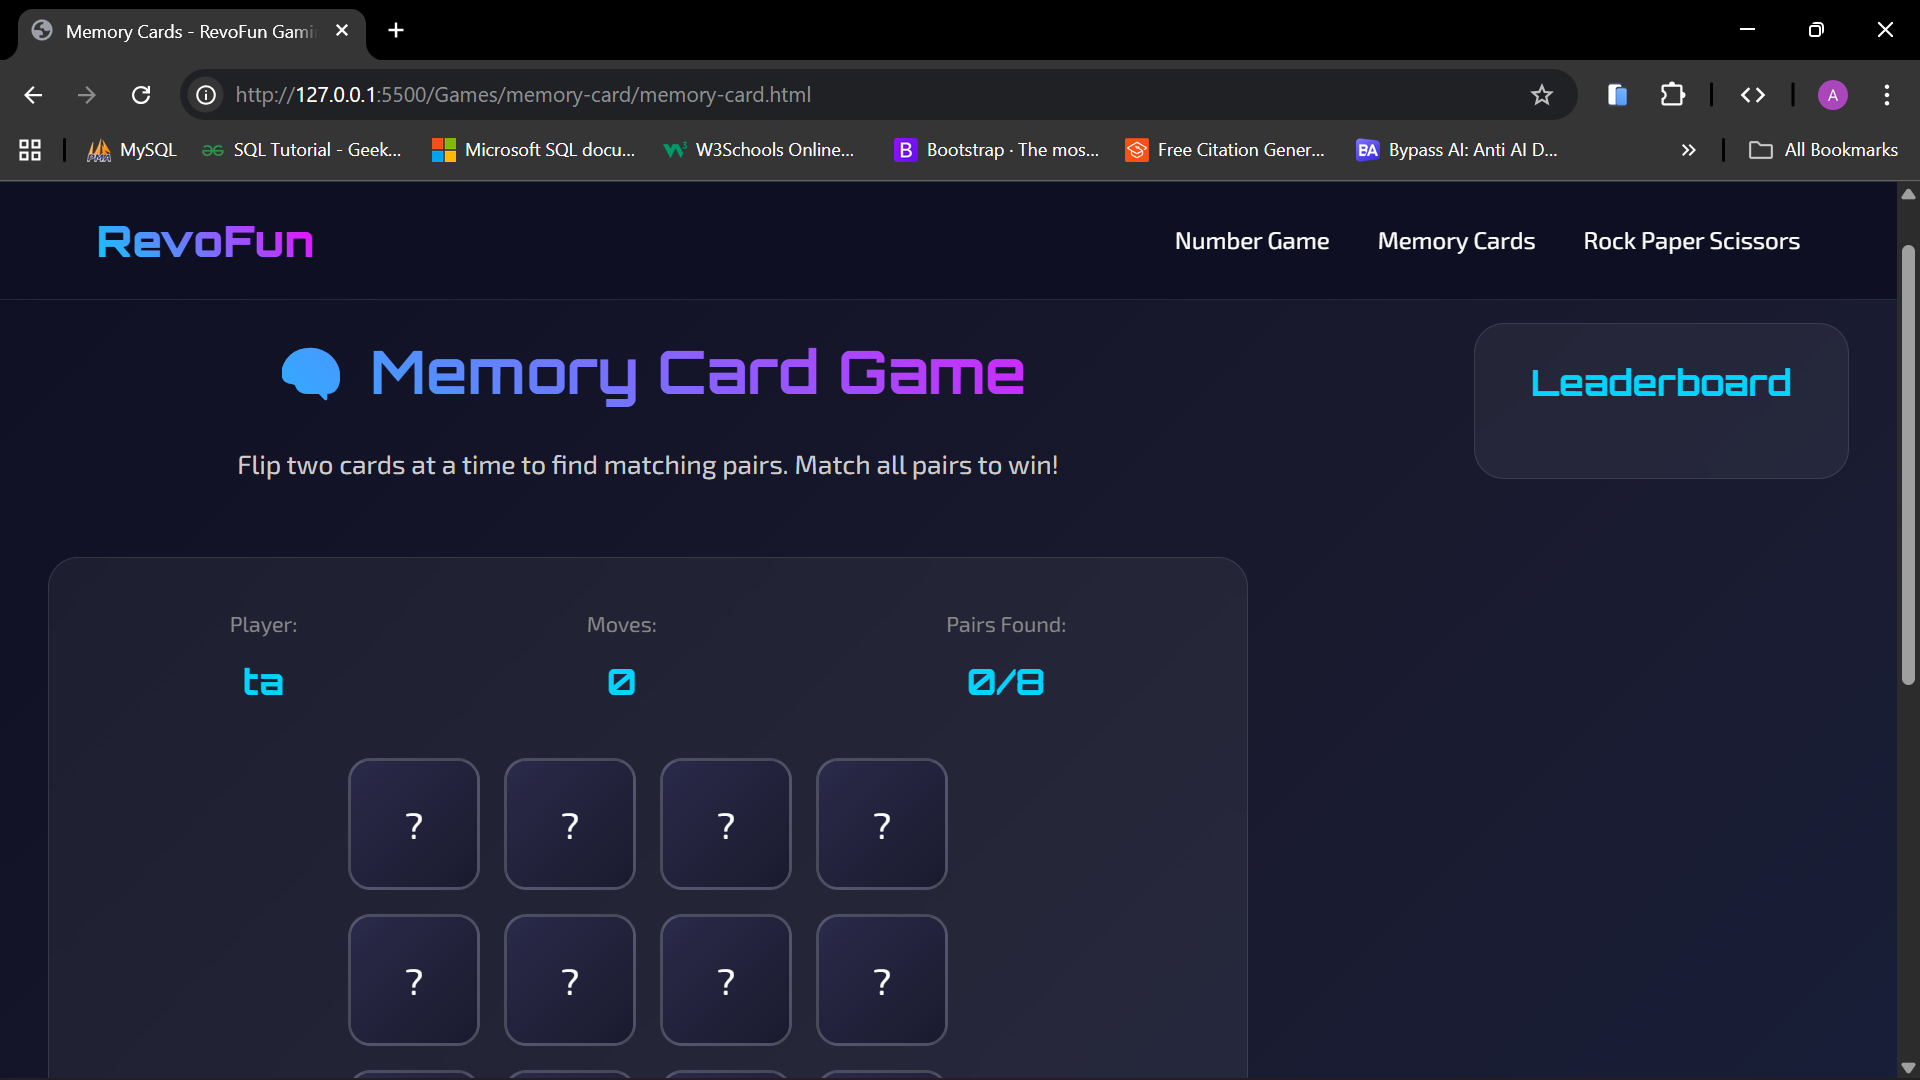 Memory Cards - RevoFun Gami
http://127.0.0.1:5500/Games/memory-card/memory-card.html
A
MySQL
SQL Tutorial - Geek...
Microsoft SQL docu...
W3Schools Online...
B
Bootstrap · The mos...
Free Citation Gener...
BA
Bypass AI: Anti AI D...
All Bookmarks
RevoFun
Number Game
Memory Cards
Rock Paper Scissors
Memory Card Game
Leaderboard
Flip two cards at a time to find matching pairs. Match all pairs to win!
Player:
Moves:
Pairs Found:
ta
0
0/8
? ? ? ?
? ? ? ?